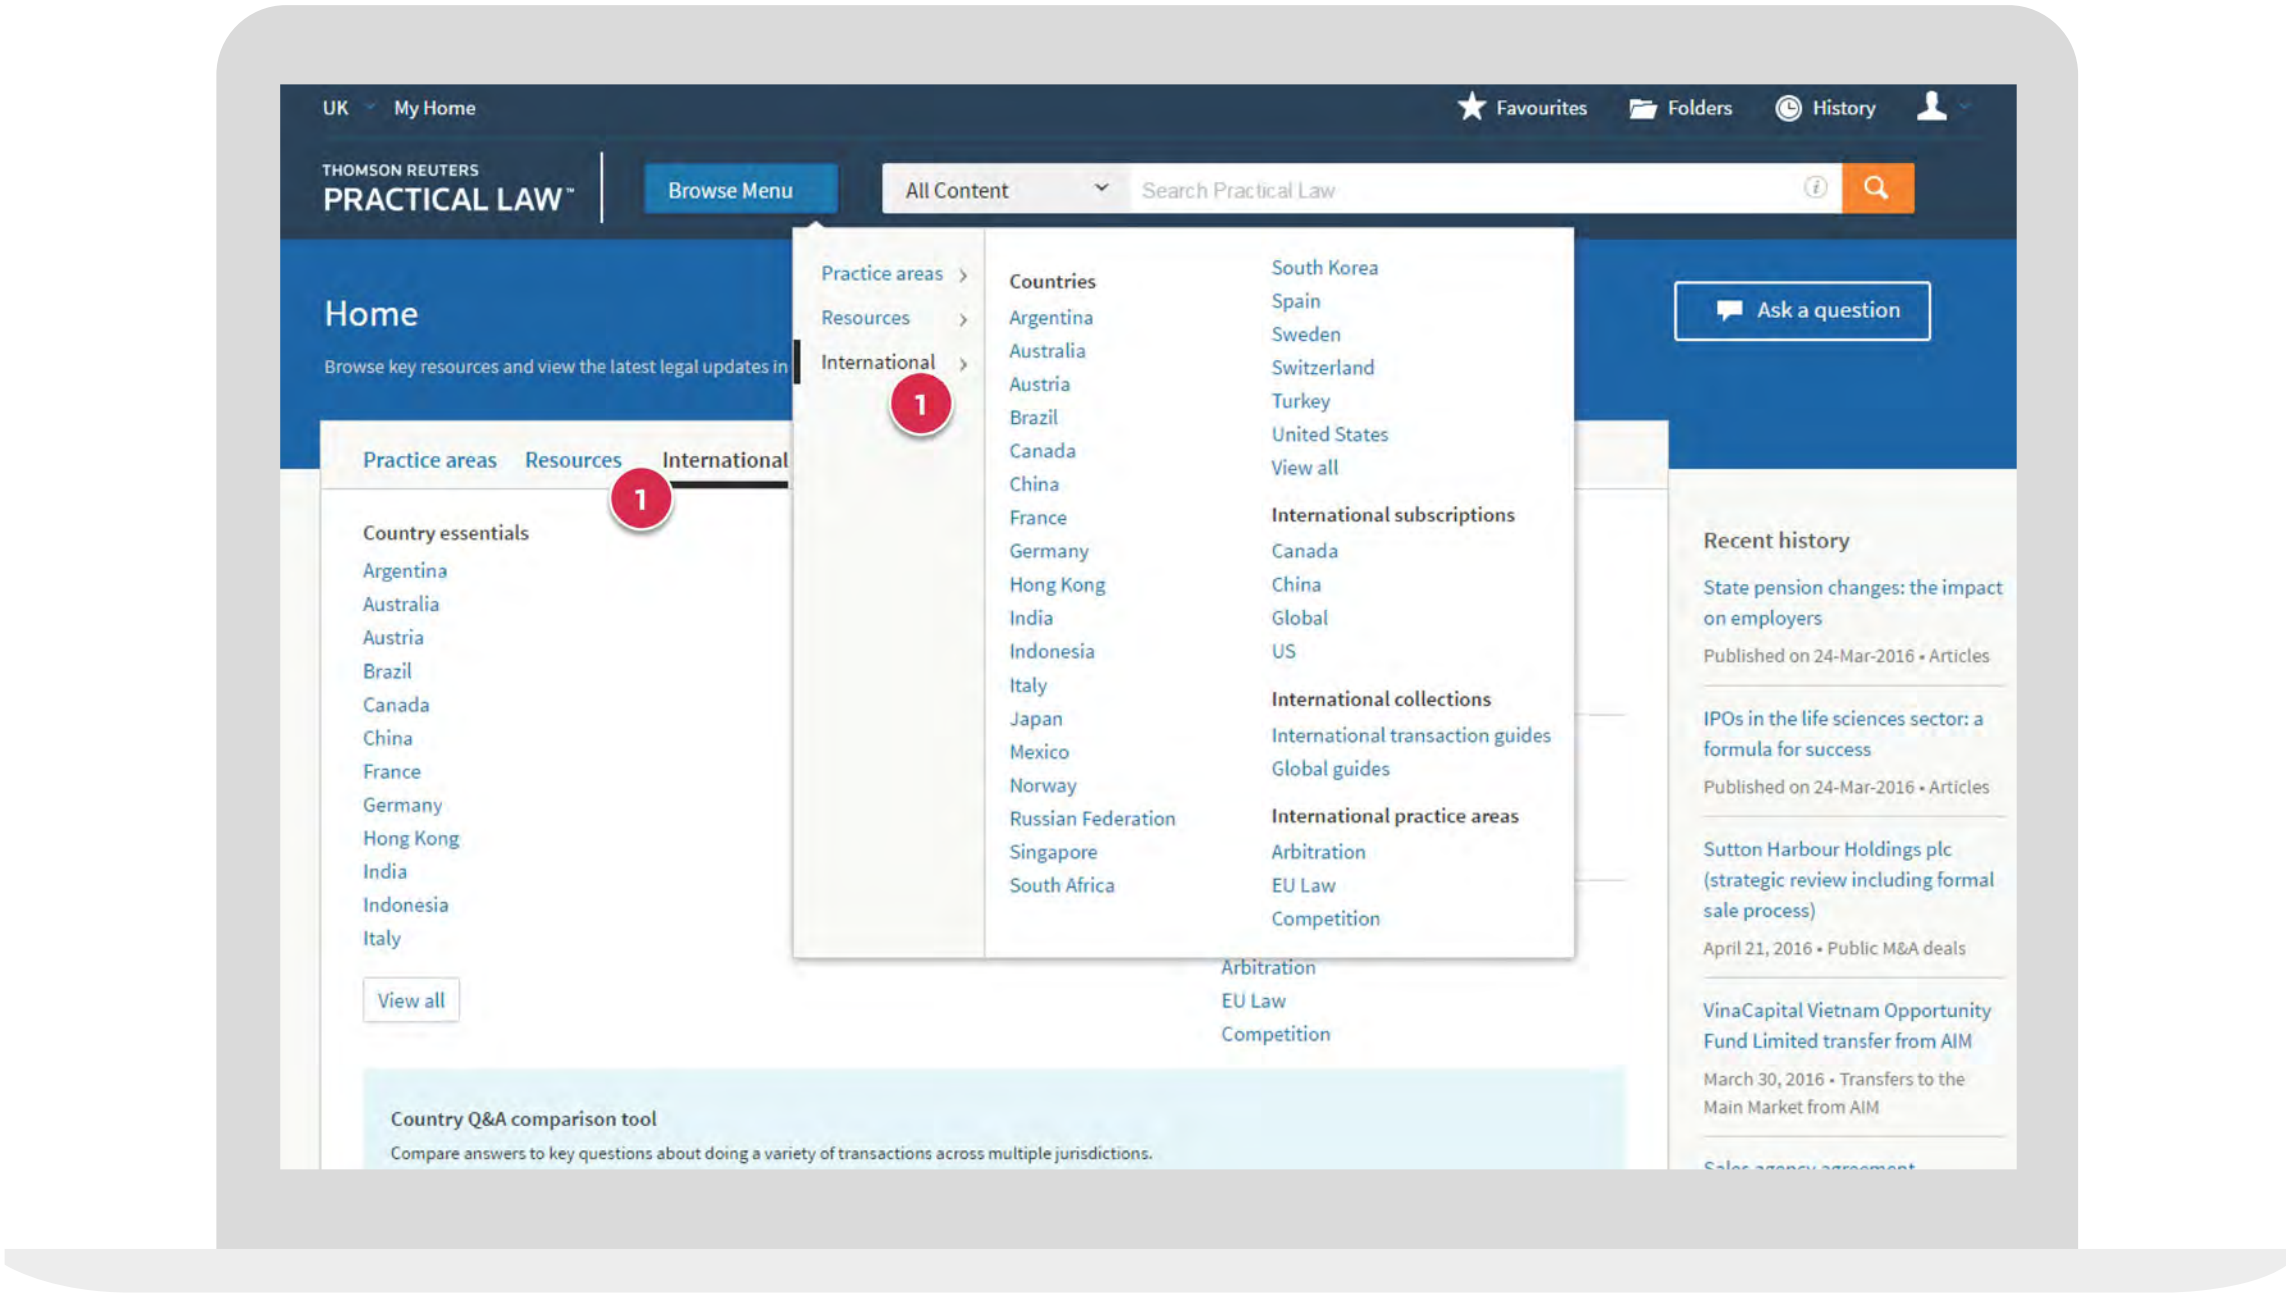 UK My Home Favourites Folders History
THOMSON REUTERS
PRACTICAL LAW™
Browse Menu
All Content
Search Practical Law
i
Home
Browse key resources and view the latest legal updates in
Ask a question
Practice areas
Resources
International
1
Countries
Argentina
Australia
Austria
Brazil
Canada
China
France
Germany
Hong Kong
India
Indonesia
Italy
Japan
Mexico
Norway
Russian Federation
Singapore
South Africa
South Korea
Spain
Sweden
Switzerland
Turkey
United States
View all
International subscriptions
Canada
China
Global
US
International collections
International transaction guides
Global guides
International practice areas
Arbitration
EU Law
Competition
Practice areas Resources International
1
Country essentials
Argentina
Australia
Austria
Brazil
Canada
China
France
Germany
Hong Kong
India
Indonesia
Italy
View all
Arbitration
EU Law
Competition
Country Q&A comparison tool
Compare answers to key questions about doing a variety of transactions across multiple jurisdictions.
Recent history
State pension changes: the impact
on employers
Published on 24-Mar-2016 • Articles
IPOs in the life sciences sector: a
formula for success
Published on 24-Mar-2016 • Articles
Sutton Harbour Holdings plc
(strategic review including formal
sale process)
April 21, 2016 • Public M&A deals
VinaCapital Vietnam Opportunity
Fund Limited transfer from AIM
March 30, 2016 • Transfers to the
Main Market from AIM
Sales agency agreement